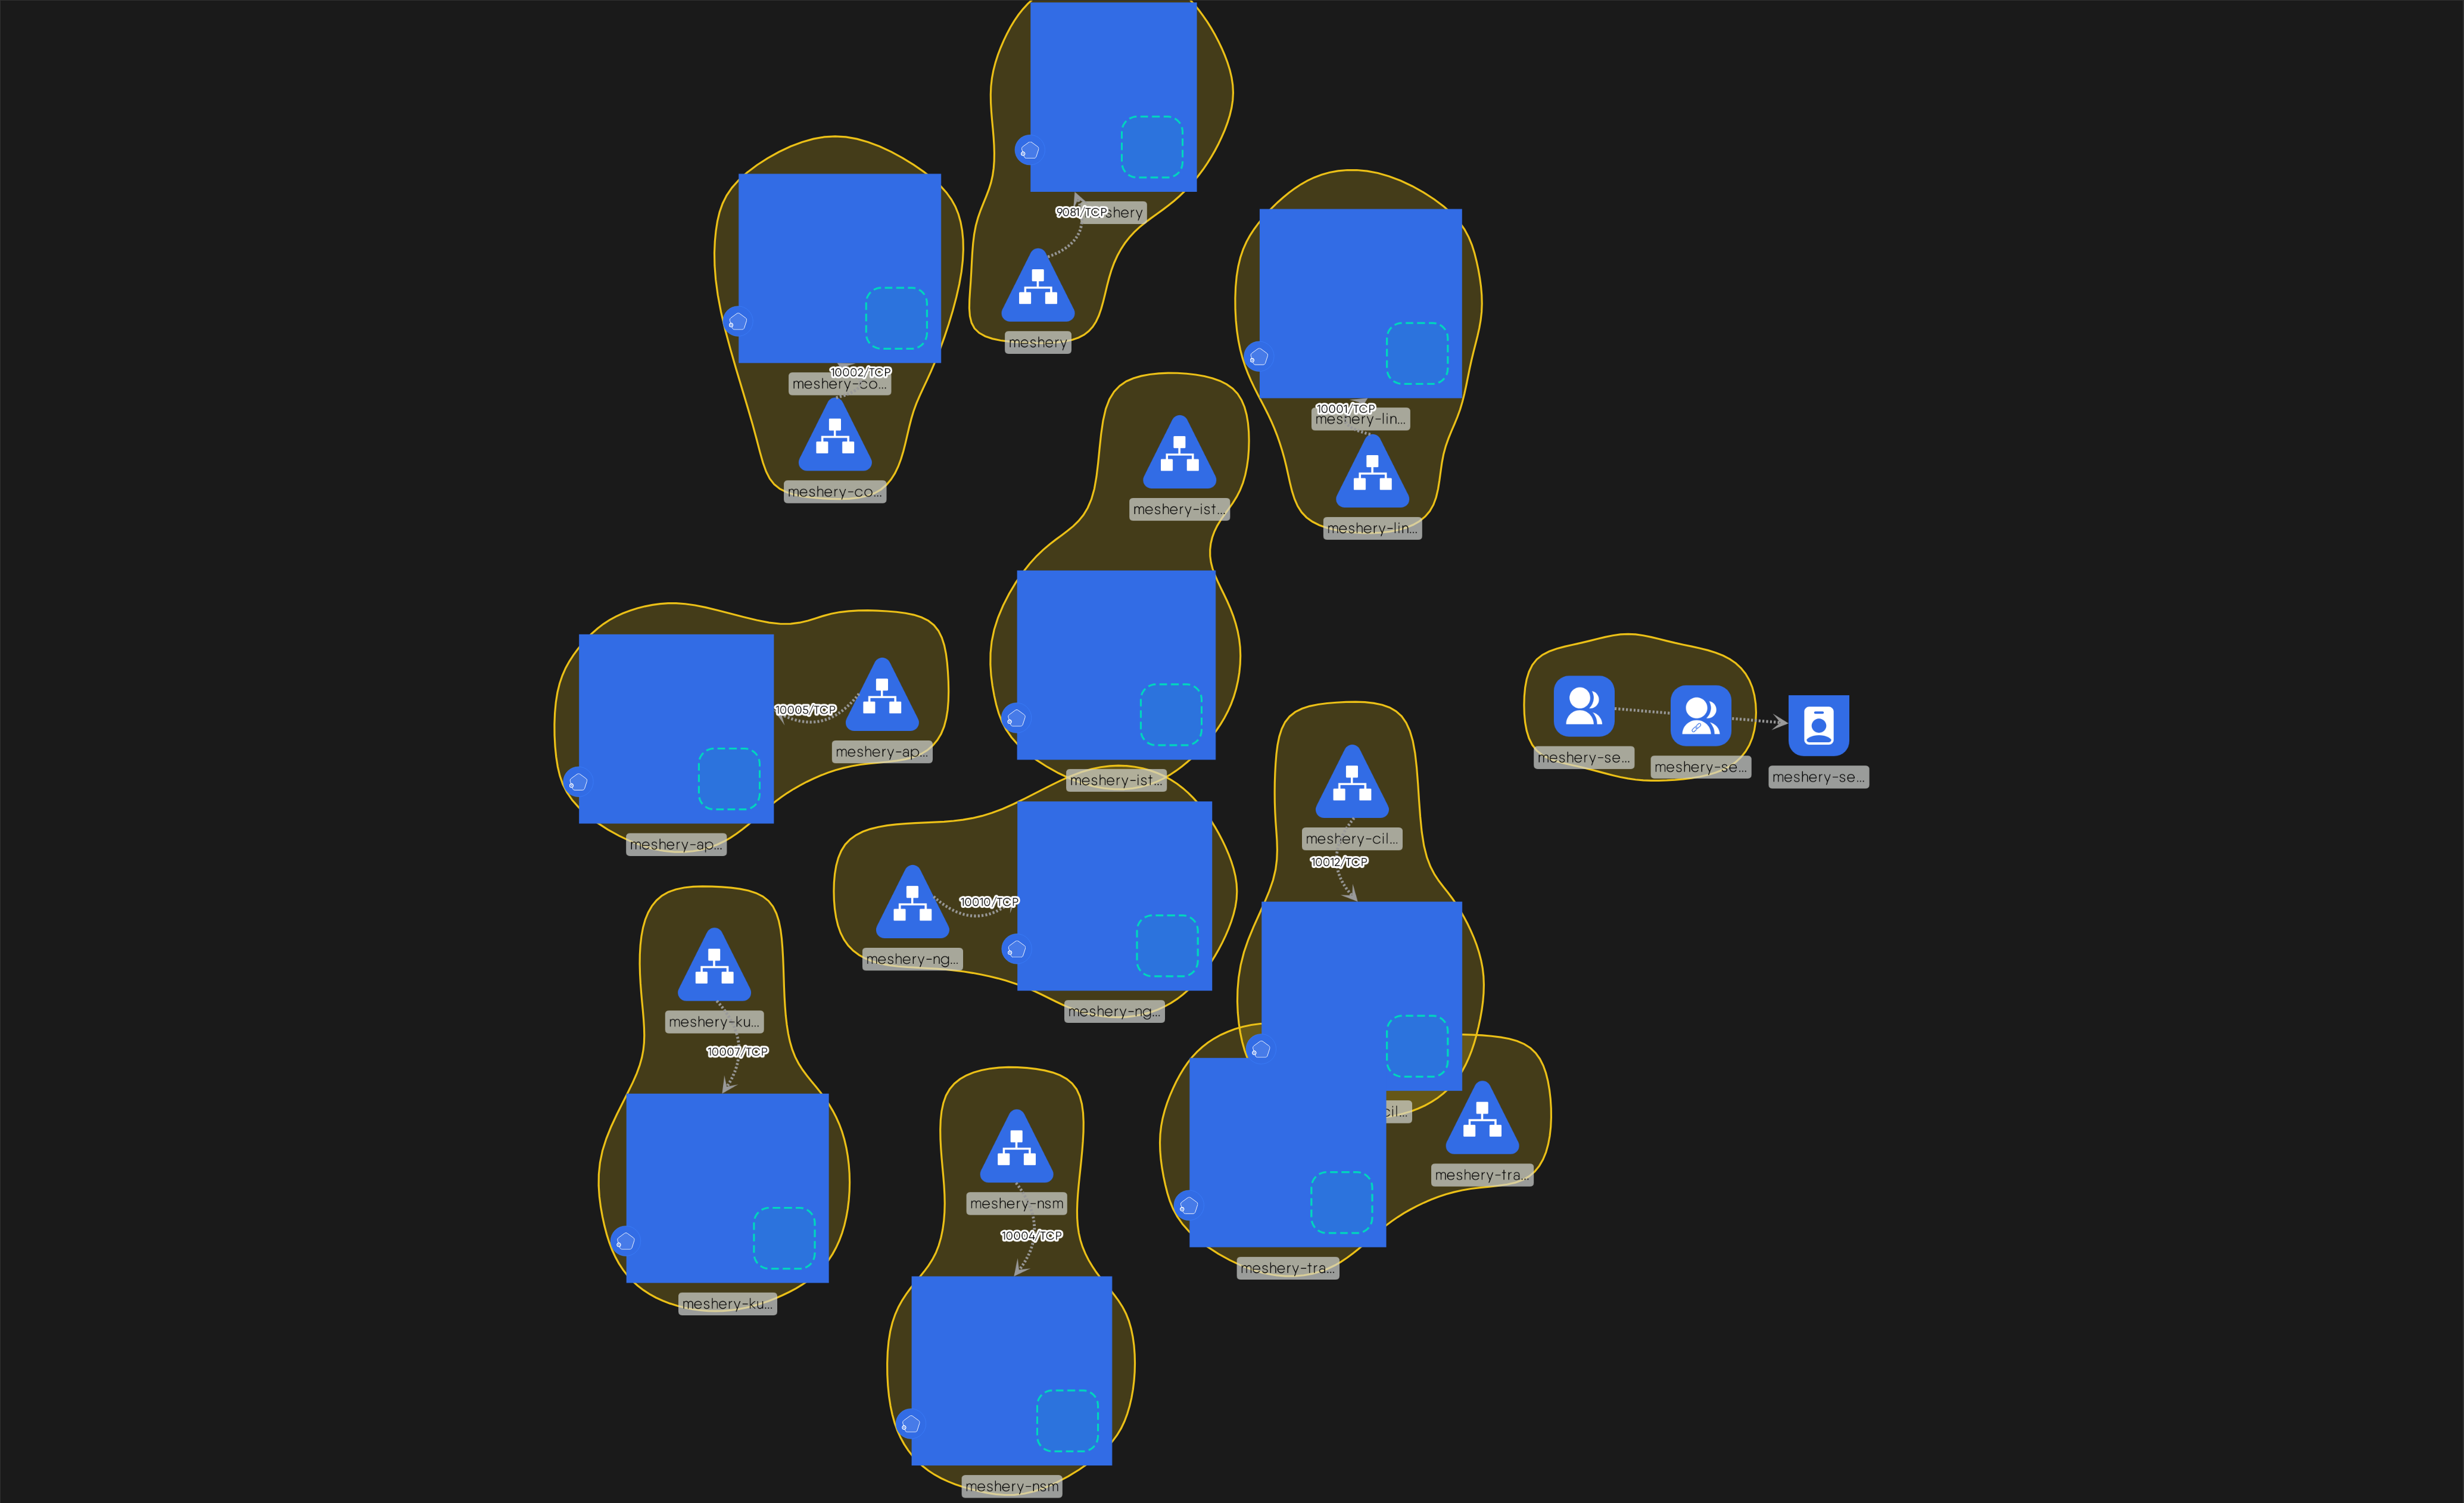 9081/TCP
shery
meshery
10002/TCP
meshery-co...
meshery-co...
10001/TCP
meshery-lin...
meshery-lin...
meshery-ist...
meshery-ist...
10005/TCP
meshery-ap...
meshery-ap...
meshery-se...
meshery-se...
meshery-se...
meshery-cil...
10012/TCP
10010/TCP
meshery-ng...
meshery-ng...
meshery-ku...
10007/TCP
meshery-ku...
cil...
meshery-tra...
meshery-tra...
meshery-nsm
10004/TCP
meshery-nsm